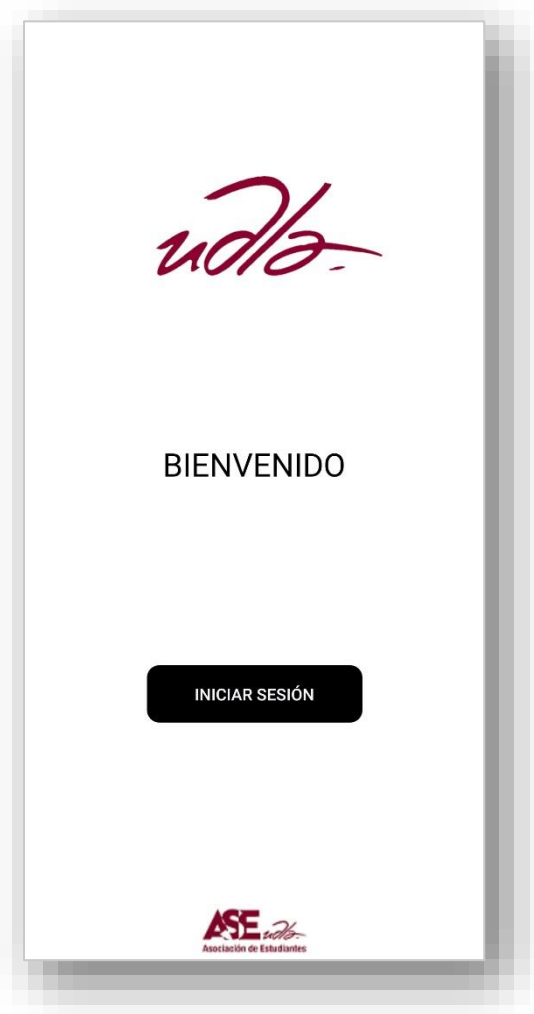 udla-
BIENVENIDO
INICIAR SESIÓN
ASE udla-
Asociación de Estudiantes